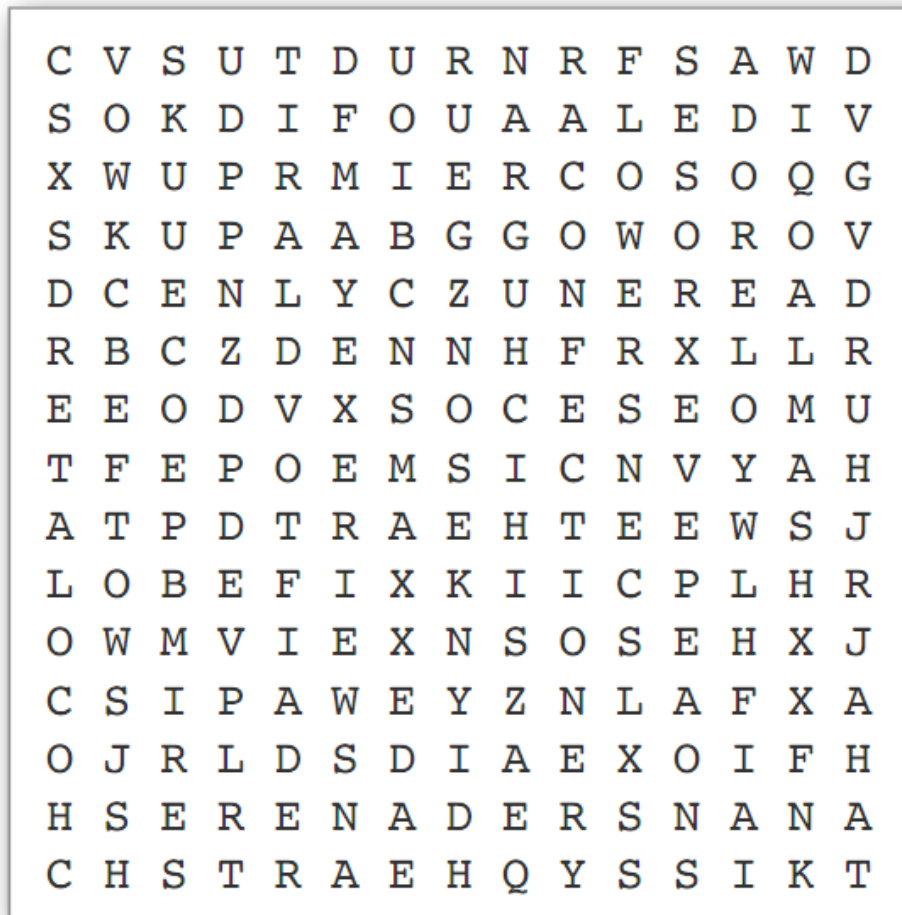 C V S U T D U R N R F S A W D
S O K D I F O U A A L E D I V
X W U P R M I E R C O S O Q G
S K U P A A B G G O W O R O V
D C E N L Y C Z U N E R E A D
R B C Z D E N N H F R X L L R
E E O D V X S O C E S E O M U
T F E P O E M S I C N V Y A H
A T P D T R A E H T E E W S J
L O B E F I X K I I C P L H R
O W M V I E X N S O S E H X J
C S I P A W E Y Z N L A F X A
O J R L D S D I A E X O I F H
H S E R E N A D E R S N A N A
C H S T R A E H Q Y S S I K T